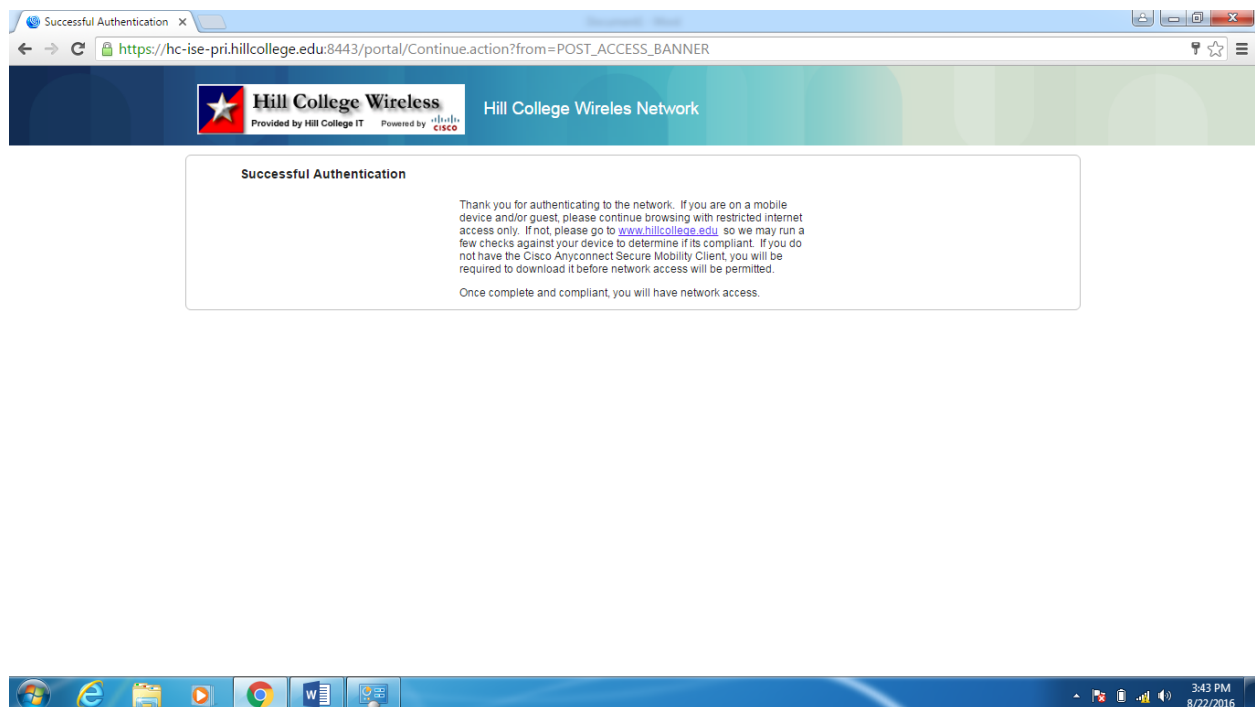 Successful Authentication
https://hc-ise-pri.hillcollege.edu:8443/portal/Continue.action?from=POST_ACCESS_BANNER
Hill College Wireless
Provided by Hill College IT Powered by
CISCO
Hill College Wireles Network
Successful Authentication
Thank you for authenticating to the network. If you are on a mobile
device and/or guest, please continue browsing with restricted internet
access only. If not, please go to www.hillcollege.edu so we may run a
few checks against your device to determine if its compliant. If you do
not have the Cisco Anyconnect Secure Mobility Client, you will be
required to download it before network access will be permitted.
Once complete and compliant, you will have network access.
3:43 PM
8/22/2016